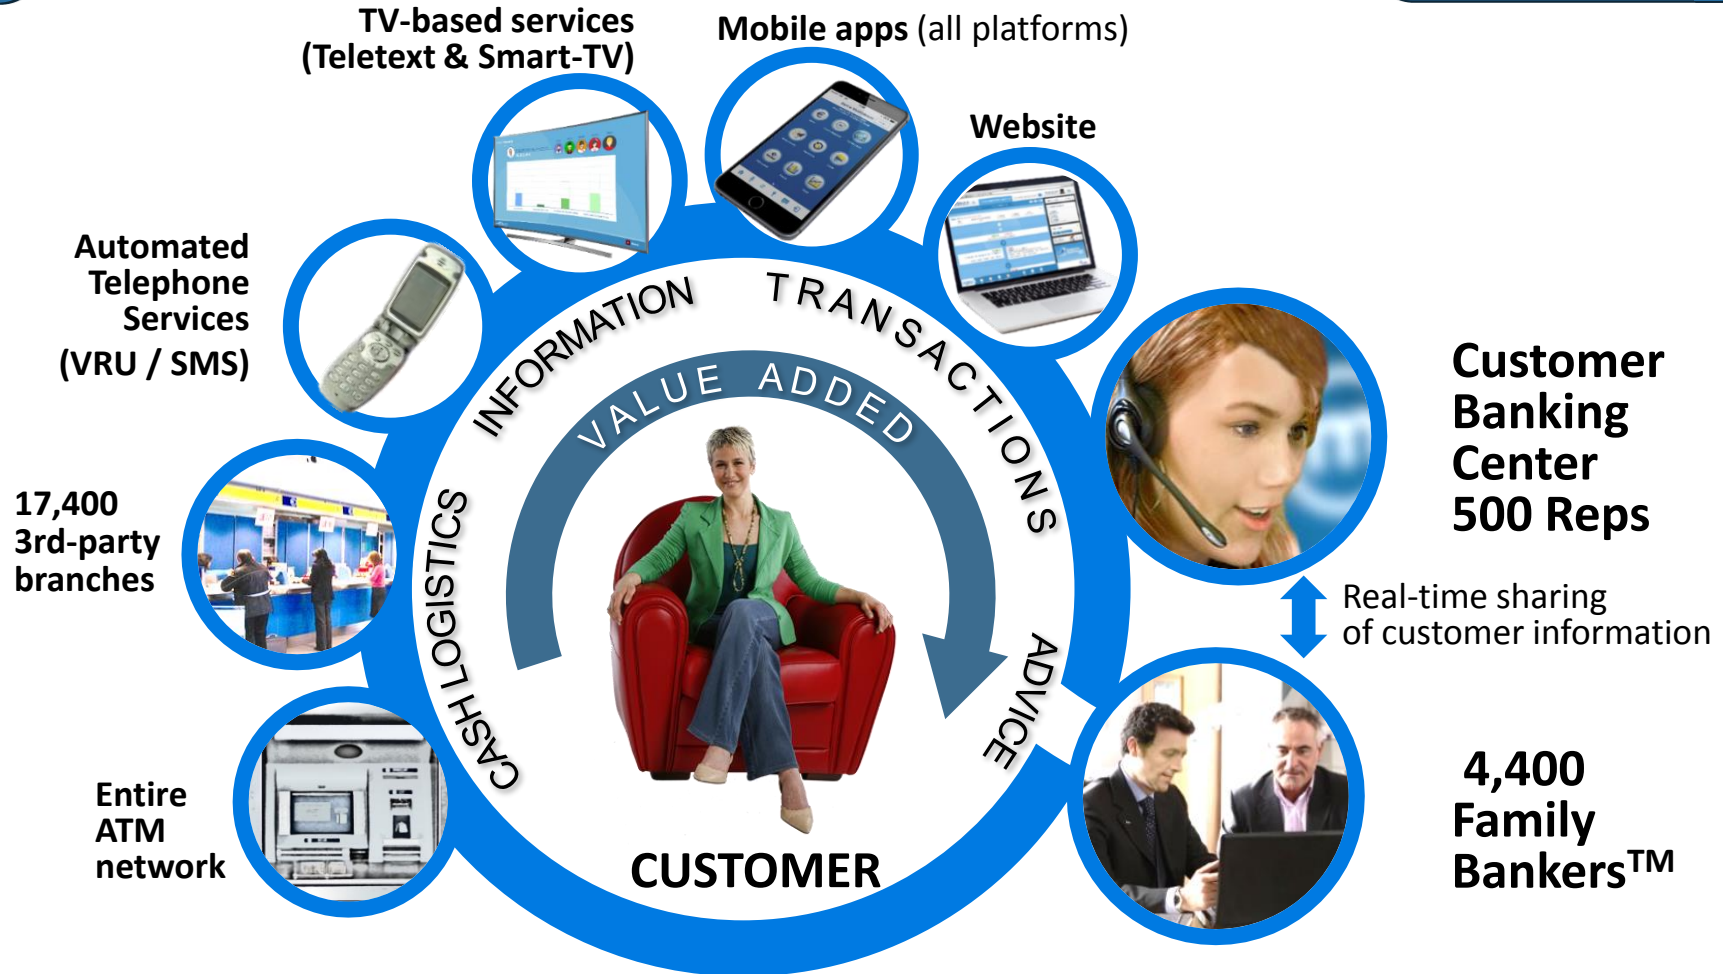 TV-based services
(Teletext & Smart-TV)
Mobile apps (all platforms)
Website
Automated
Telephone
Services
(VRU / SMS)
17,400
3rd-party
branches
Entire
ATM
network
CASH LOGISTICS
INFORMATION
TRANSACTIONS
ADVICE
VALUE ADDED
CUSTOMER
Customer
Banking
Center
500 Reps
Real-time sharing
of customer information
4,400
Family
Bankers™